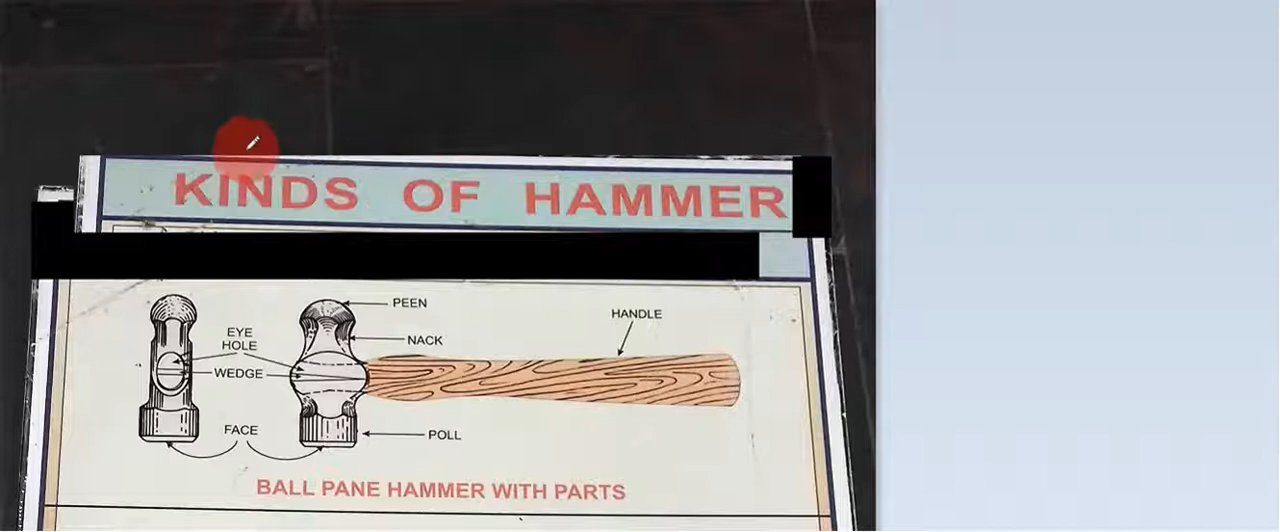 KINDS OF HAMMER
PEEN
HANDLE
EYE
HOLE
NACK
WEDGE
FACE
POLL
BALL PANE HAMMER WITH PARTS